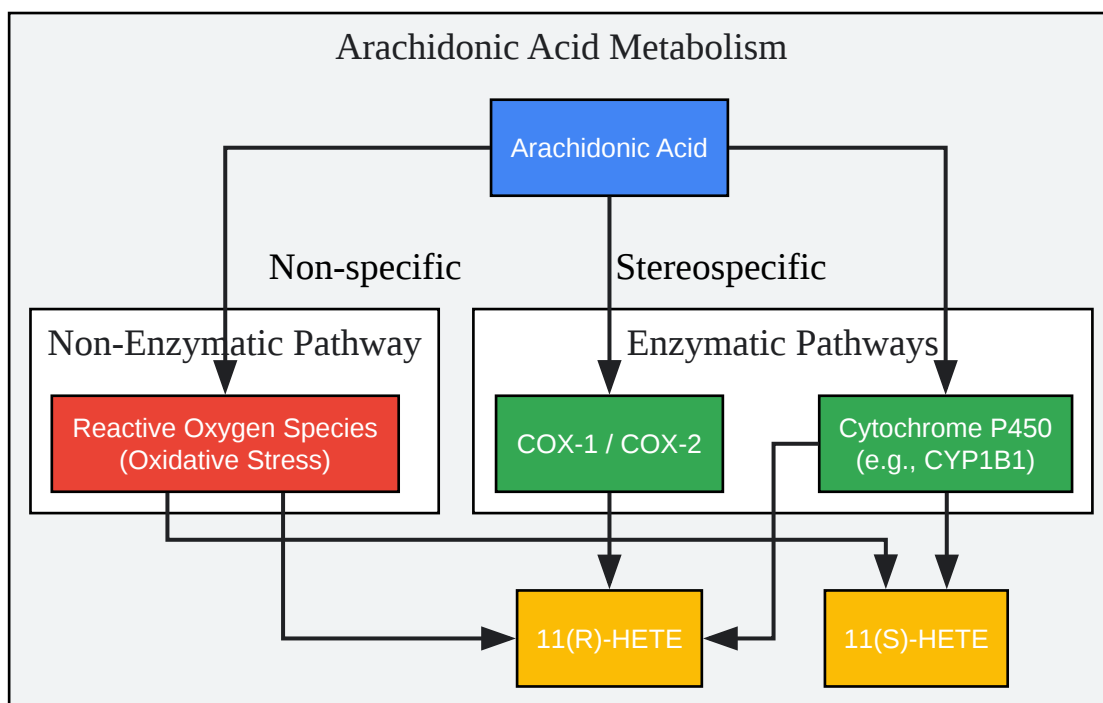 Arachidonic Acid Metabolism
Arachidonic Acid
Non-specific
Stereospecific
Non-Enzymatic Pathway
Enzymatic Pathways
Reactive Oxygen Species
(Oxidative Stress)
COX-1 / COX-2
Cytochrome P450
(e.g., CYP1B1)
11(R)-HETE
11(S)-HETE